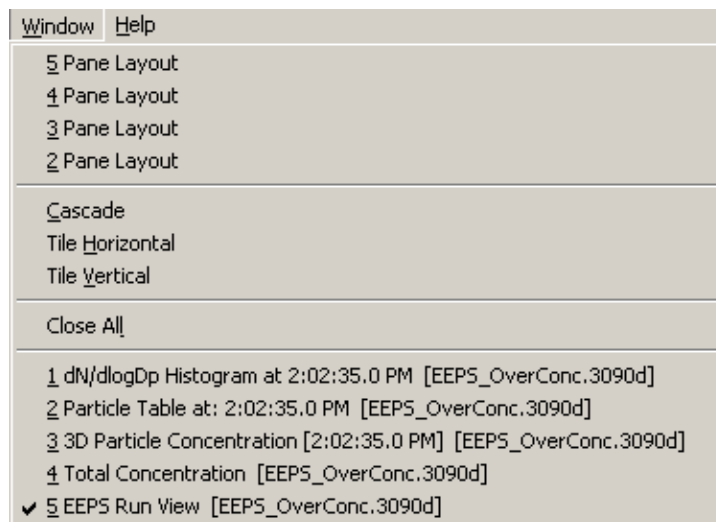 Window Help
5 Pane Layout
4 Pane Layout
3 Pane Layout
2 Pane Layout
Cascade
Tile Horizontal
Tile Vertical
Close All
1 dN/dlogDp Histogram at 2:02:35.0 PM [EEPS_OverConc.3090d]
2 Particle Table at: 2:02:35.0 PM [EEPS_OverConc.3090d]
3 3D Particle Concentration [2:02:35.0 PM] [EEPS_OverConc.3090d]
4 Total Concentration [EEPS_OverConc.3090d]
5 EEPS Run View [EEPS_OverConc.3090d]